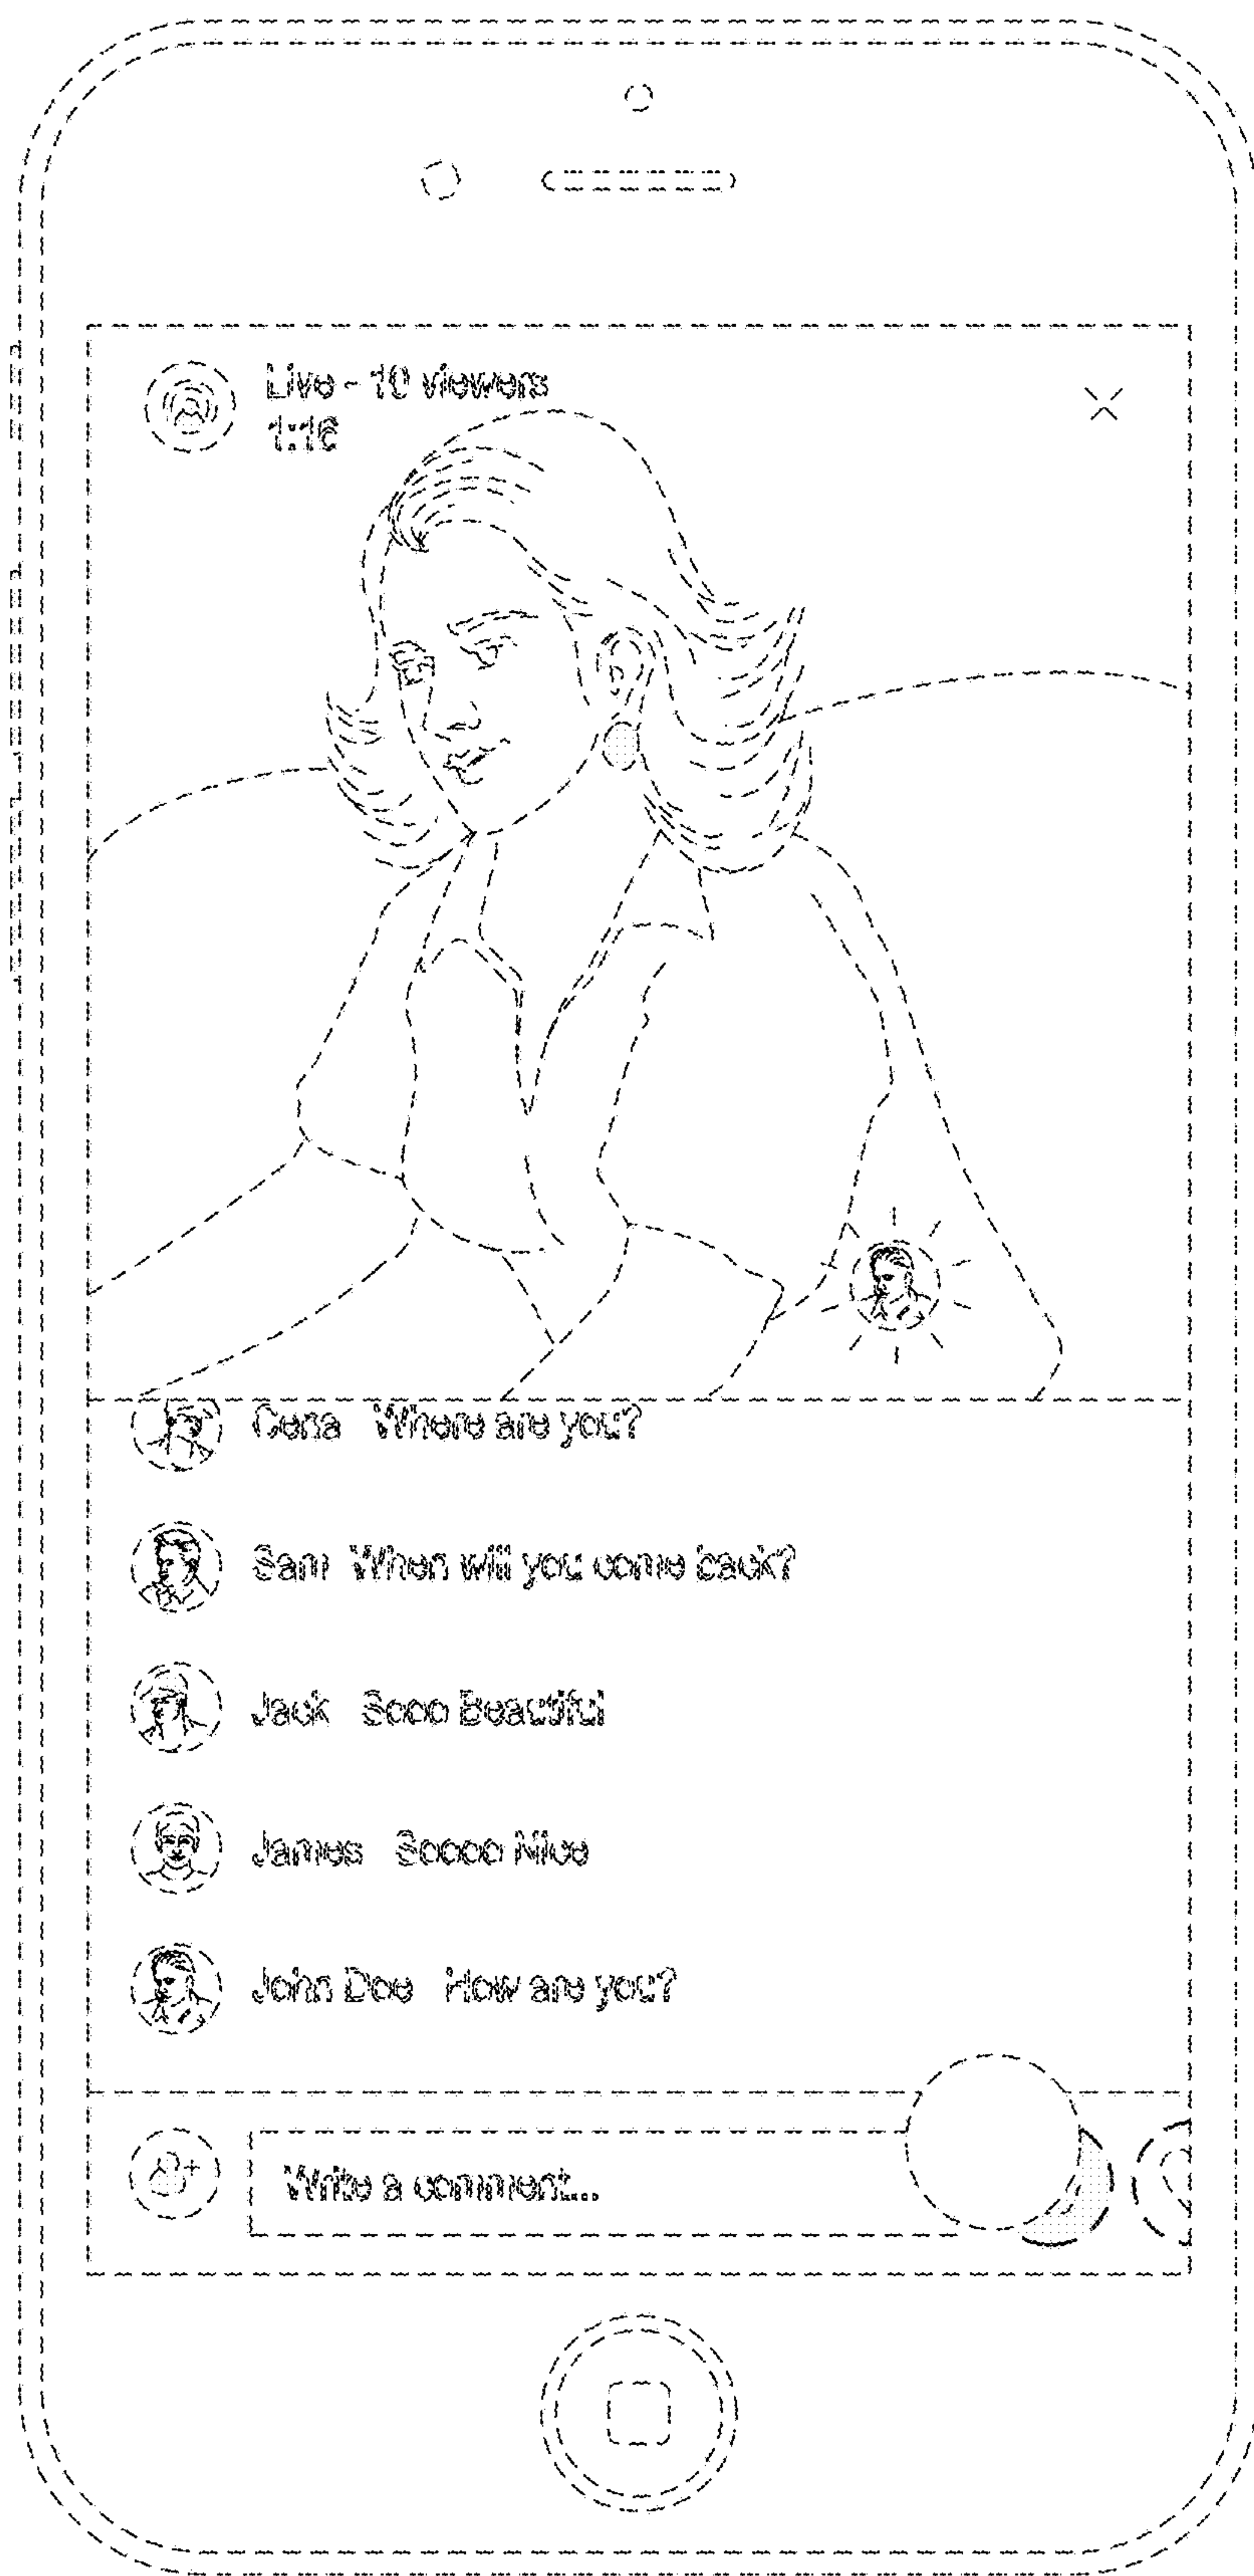 Live - 10 viewers
1:16
Cena Where are you?
Sam When will you come back?
Jack Sooo Beautiful
James Soooo Nice
John Doe How are you?
Write a comment...